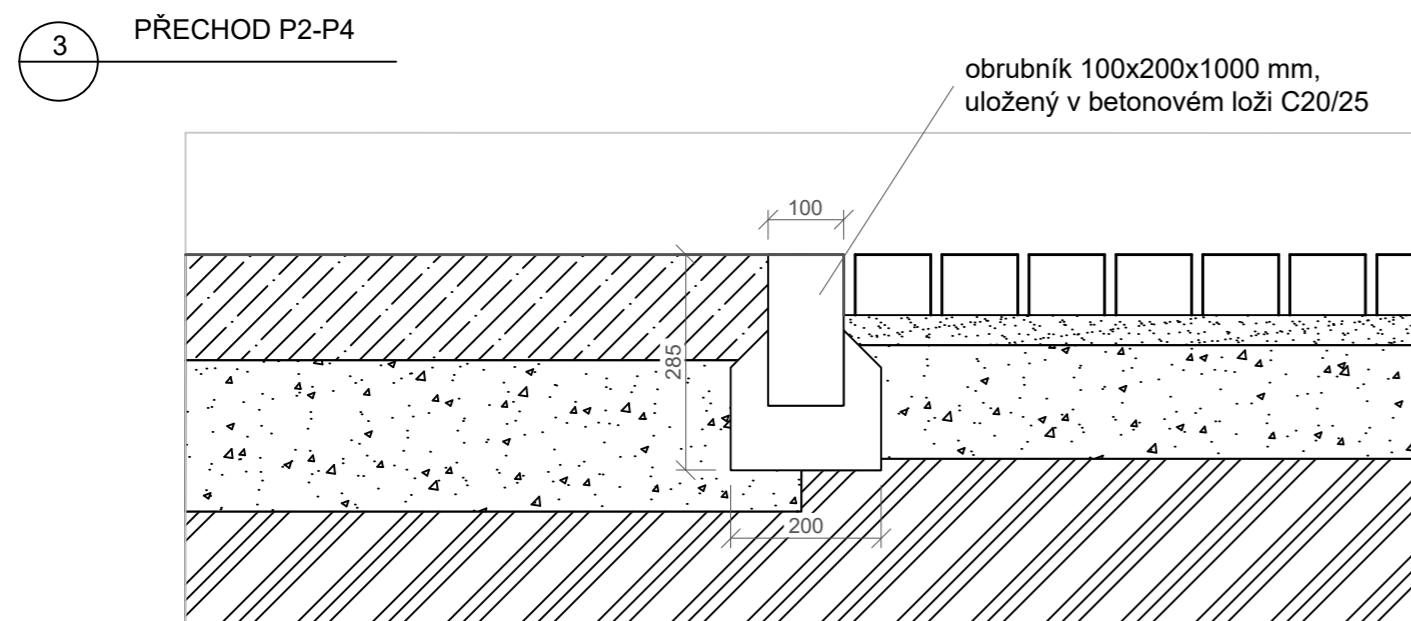 3
PŘECHOD P2-P4
obrubník 100x200x1000 mm,
uložený v betonovém loži C20/25
100
285
200